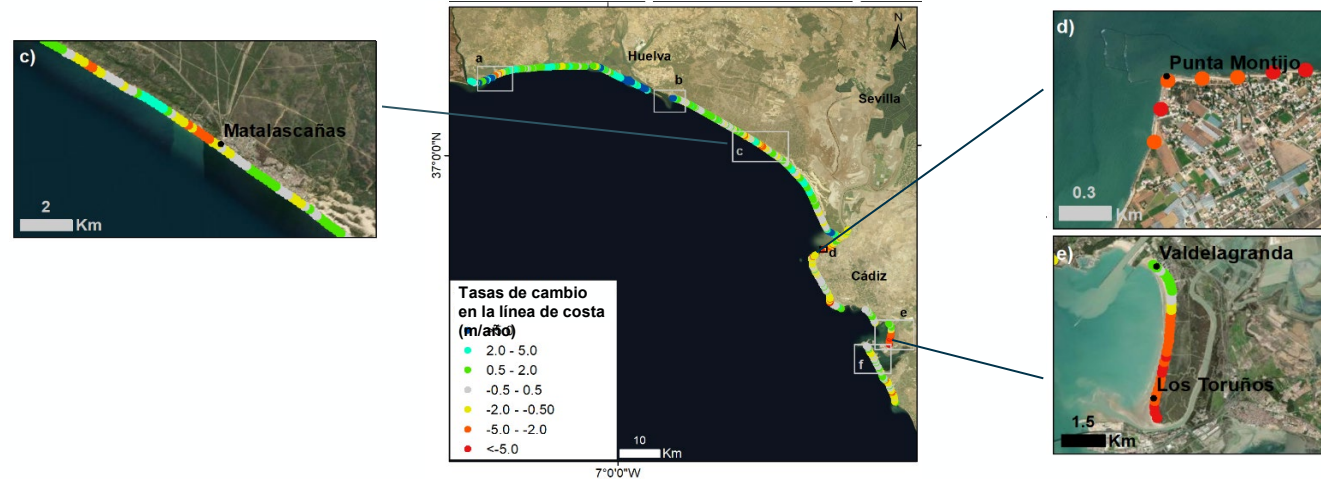 c)
Matalascañas
2
Km
N
a
Huelva
b
Sevilla
c
37°0'0"N
d
Cádiz
e
f
Tasas de cambio
en la línea de costa
(m/año)
2.0 - 5.0
0.5 - 2.0
-0.5 - 0.5
-2.0 - -0.50
-5.0 - -2.0
<-5.0
10
Km
7°0'0"W
d)
Punta Montijo
0.3
Km
e)
Valdelagranda
Los Toruños
1.5
Km